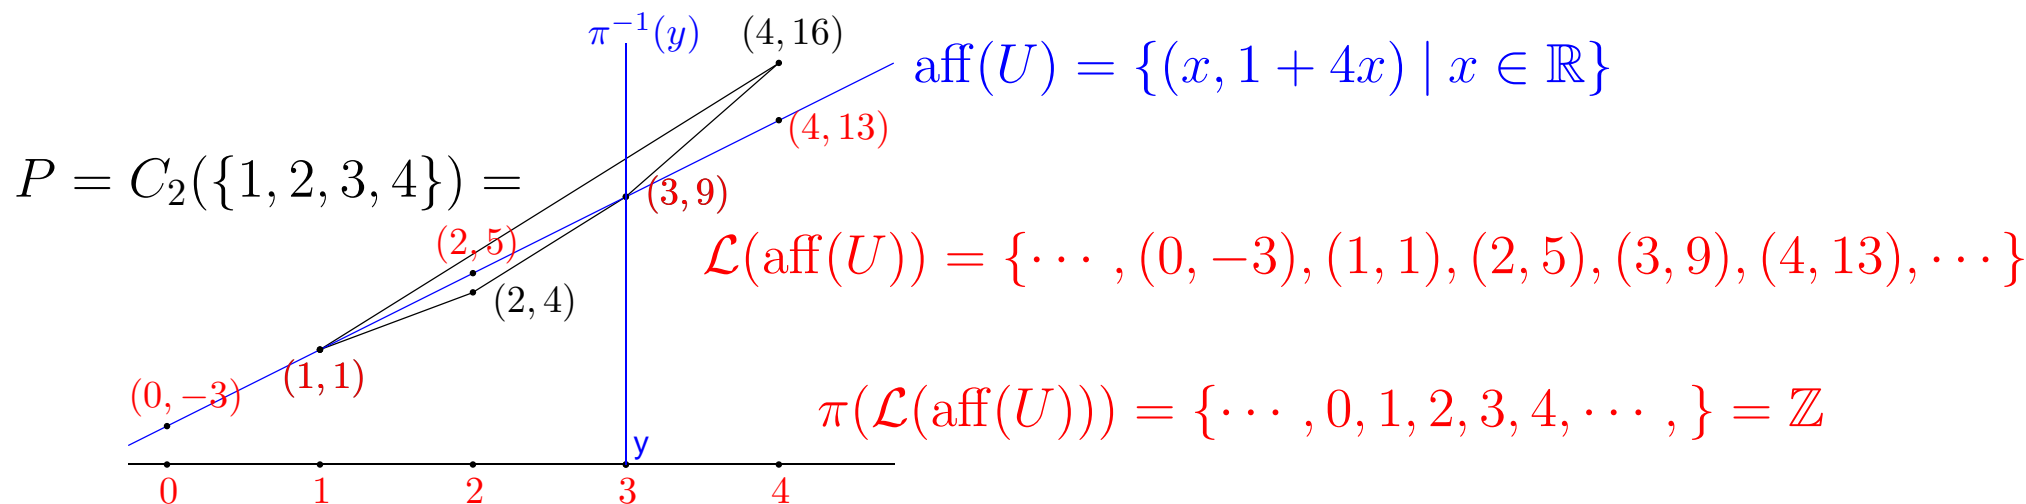 π⁻¹(y) (4, 16)
aff(U) = {(x, 1 + 4x) | x ∈ ℝ}
(4, 13)
P = C₂({1, 2, 3, 4}) =
(3, 9)
(2, 5)
ℒ(aff(U)) = {⋯ , (0, −3), (1, 1), (2, 5), (3, 9), (4, 13), ⋯}
(2, 4)
(1, 1)
(0, −3)
π(ℒ(aff(U))) = {⋯ , 0, 1, 2, 3, 4, ⋯ , } = ℤ
y
0 1 2 3 4